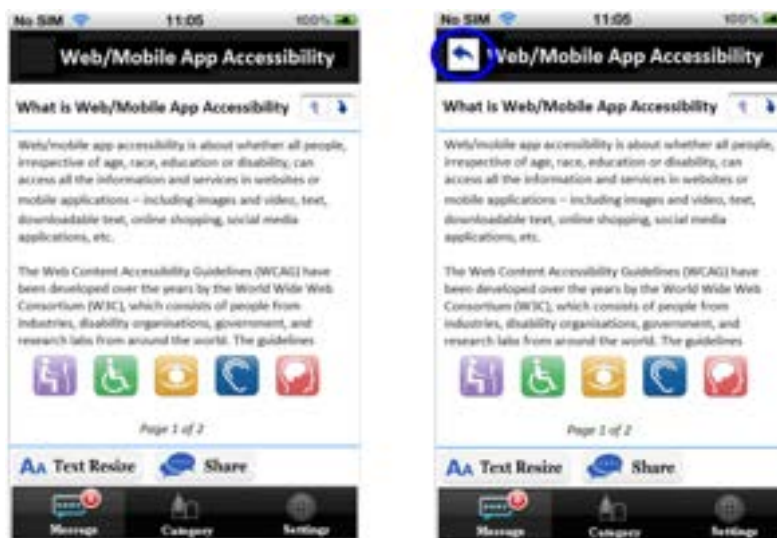 No SIM 11:05 100%
Web/Mobile App Accessibility
What is Web/Mobile App Accessibility
Web/mobile app accessibility is about whether all people,
irrespective of age, race, education or disability, can
access all the information and services in websites or
mobile applications – including images and video, text,
downloadable text, online shopping, social media
applications, etc.
The Web Content Accessibility Guidelines (WCAG) have
been developed over the years by the World Wide Web
Consortium (W3C), which consists of people from
industries, disability organisations, government, and
research labs from around the world. The guidelines
Page 1 of 2
AA Text Resize Share
Message Category Settings
No SIM 11:05 100%
Web/Mobile App Accessibility
What is Web/Mobile App Accessibility
Web/mobile app accessibility is about whether all people,
irrespective of age, race, education or disability, can
access all the information and services in websites or
mobile applications – including images and video, text,
downloadable text, online shopping, social media
applications, etc.
The Web Content Accessibility Guidelines (WCAG) have
been developed over the years by the World Wide Web
Consortium (W3C), which consists of people from
industries, disability organisations, government, and
research labs from around the world. The guidelines
Page 1 of 2
AA Text Resize Share
Message Category Settings